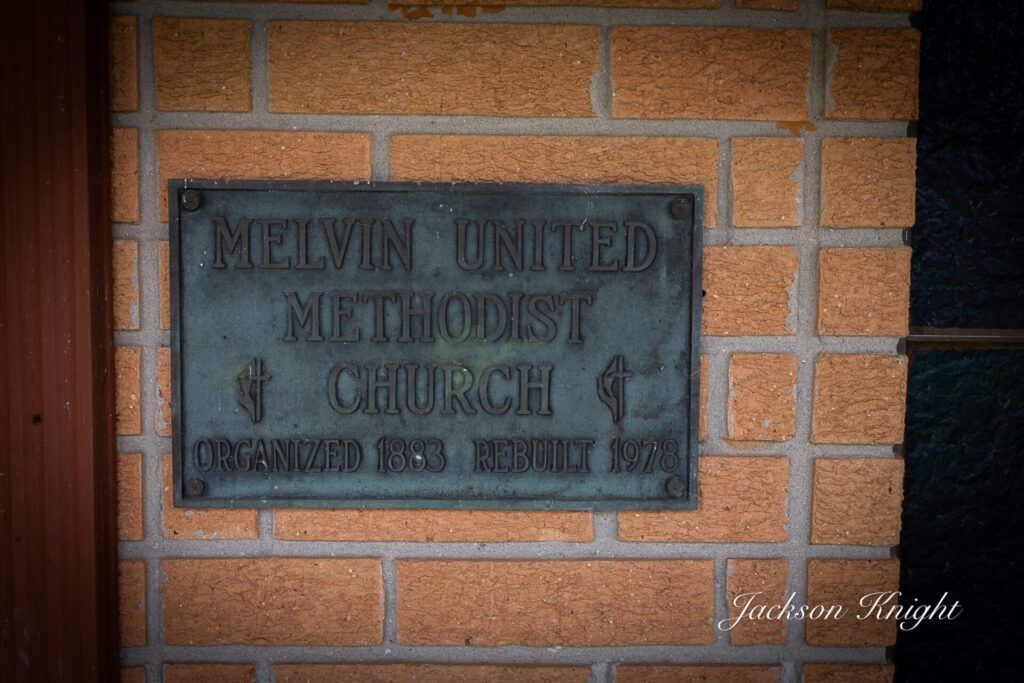 MELVIN UNITED
METHODIST
CHURCH
ORGANIZED 1883 REBUILT 1978
Jackson Knight